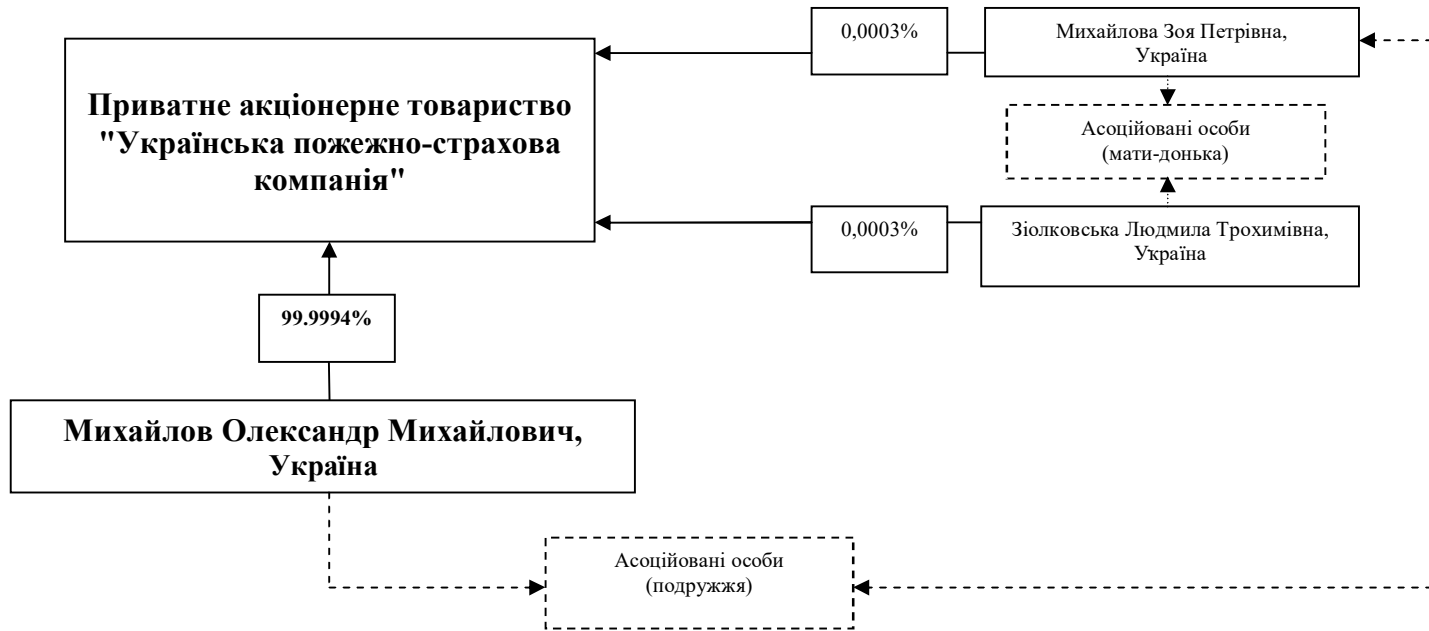 0,0003%
Михайлова Зоя Петрівна,
Україна
Приватне акціонерне товариство
"Українська пожежно-страхова
компанія"
Асоційовані особи
(мати-донька)
0,0003%
Зіолковська Людмила Трохимівна,
Україна
99.9994%
Михайлов Олександр Михайлович,
Україна
Асоційовані особи
(подружжя)